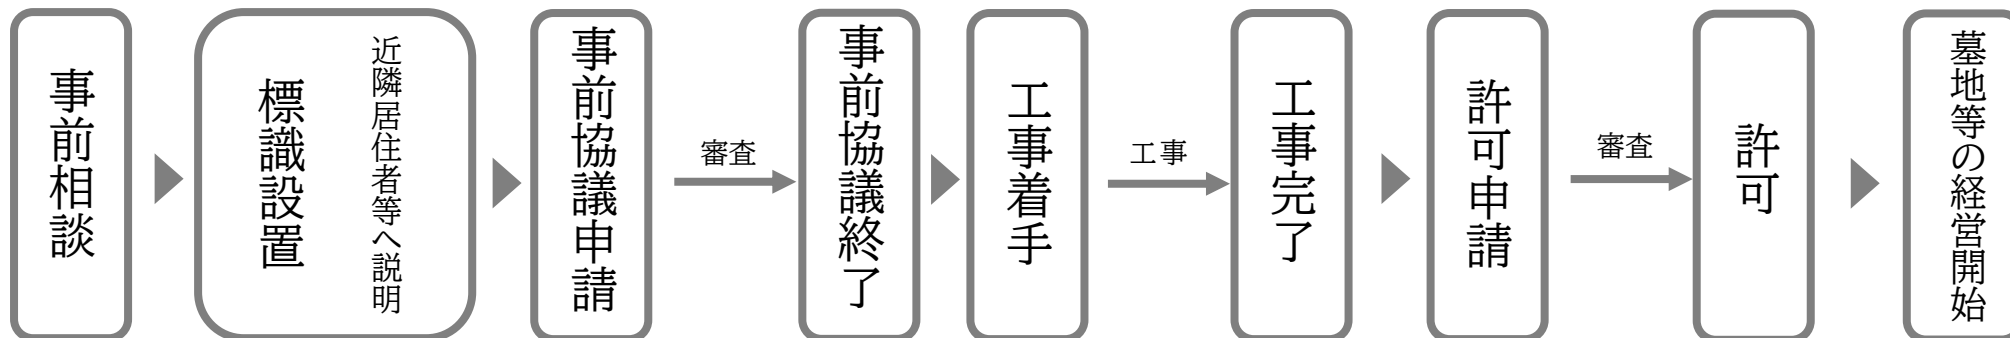 事前相談
標識設置
近隣居住者等へ説明
事前協議申請
審査
事前協議終了
工事着手
工事
工事完了
許可申請
審査
許可
墓地等の経営開始